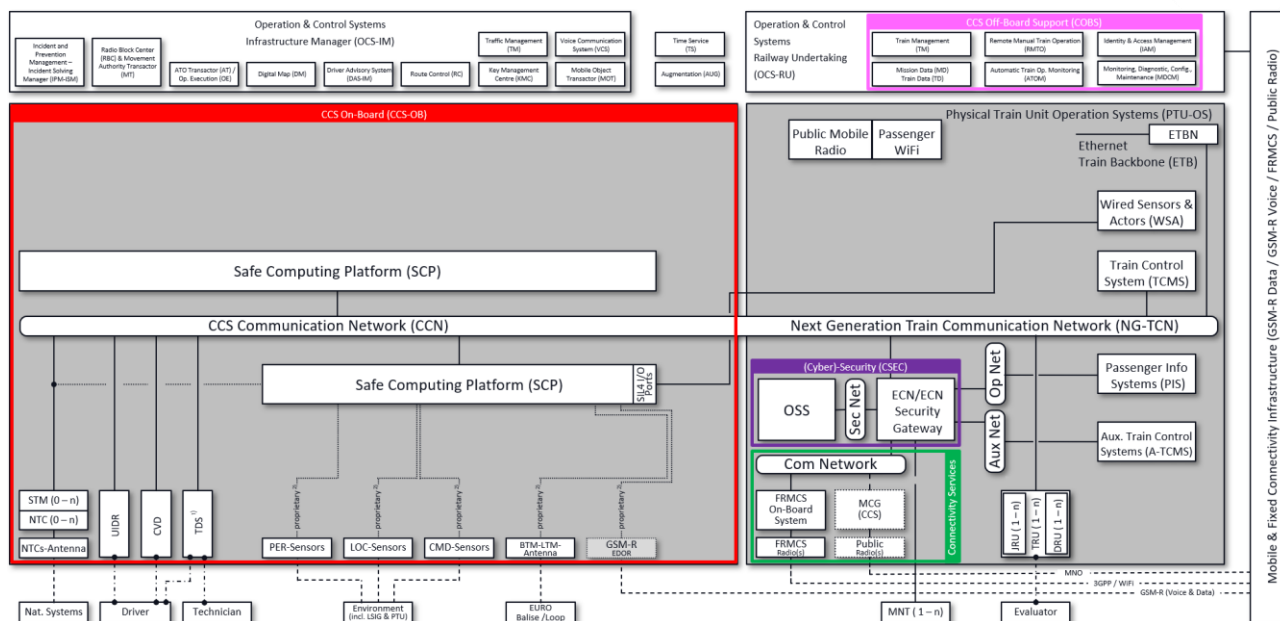 Operation & Control Systems
Infrastructure Manager (OCS-IM)
Incident and
Prevention
Management –
Incident Solving
Manager (IPM-ISM)
Radio Block Center
(RBC) & Movement
Authority Transactor
(MT)
ATO Transactor (AT) /
Op. Execution (OE)
Digital Map (DM)
Driver Advisory System
(DAS-IM)
Route Control (RC)
Traffic Management
(TM)
Voice Communication
System (VCS)
Key Management
Centre (KMC)
Mobile Object
Transactor (MOT)
Time Service
(TS)
Augmentation (AUG)
Operation & Control
Systems
Railway Undertaking
(OCS-RU)
CCS Off-Board Support (COBS)
Train Management
(TM)
Remote Manual Train Operation
(RMTO)
Identity & Access Management
(IAM)
Mission Data (MD)
Train Data (TD)
Automatic Train Op. Monitoring
(ATOM)
Monitoring, Diagnostic, Config.,
Maintenance (MDCM)
Mobile & Fixed Connectivity Infrastructure (GSM-R Data / GSM-R Voice / FRMCS / Public Radio)
CCS On-Board (CCS-OB)
Physical Train Unit Operation Systems (PTU-OS)
Public Mobile
Radio
Passenger
WiFi
ETBN
Ethernet
Train Backbone (ETB)
Wired Sensors &
Actors (WSA)
Safe Computing Platform (SCP)
Train Control
System (TCMS)
CCS Communication Network (CCN)
Next Generation Train Communication Network (NG-TCN)
Safe Computing Platform (SCP)
SIL4 I/O
Ports
(Cyber)-Security (CSEC)
OSS
Sec Net
ECN/ECN
Security
Gateway
Op Net
Aux Net
Passenger Info
Systems (PIS)
Aux. Train Control
Systems (A-TCMS)
Connectivity Services
Com Network
FRMCS
On-Board
System
MCG
(CCS)
FRMCS
Radio(s)
Public
Radio(s)
STM (0 – n)
NTC (0 – n)
NTCs-Antenna
UIDR
CVD
TDS 1)
proprietary 2)
proprietary 2)
proprietary 2)
proprietary 2)
proprietary 2)
PER-Sensors
LOC-Sensors
CMD-Sensors
BTM-LTM-
Antenna
GSM-R
EDOR
JRU (1 – n)
TRU (1 – n)
DRU (1 – n)
MNO
3GPP / WiFi
GSM-R (Voice & Data)
Nat. Systems
Driver
Technician
Environment
(incl. LSIG & PTU)
EURO
Balise /Loop
MNT (1 – n)
Evaluator